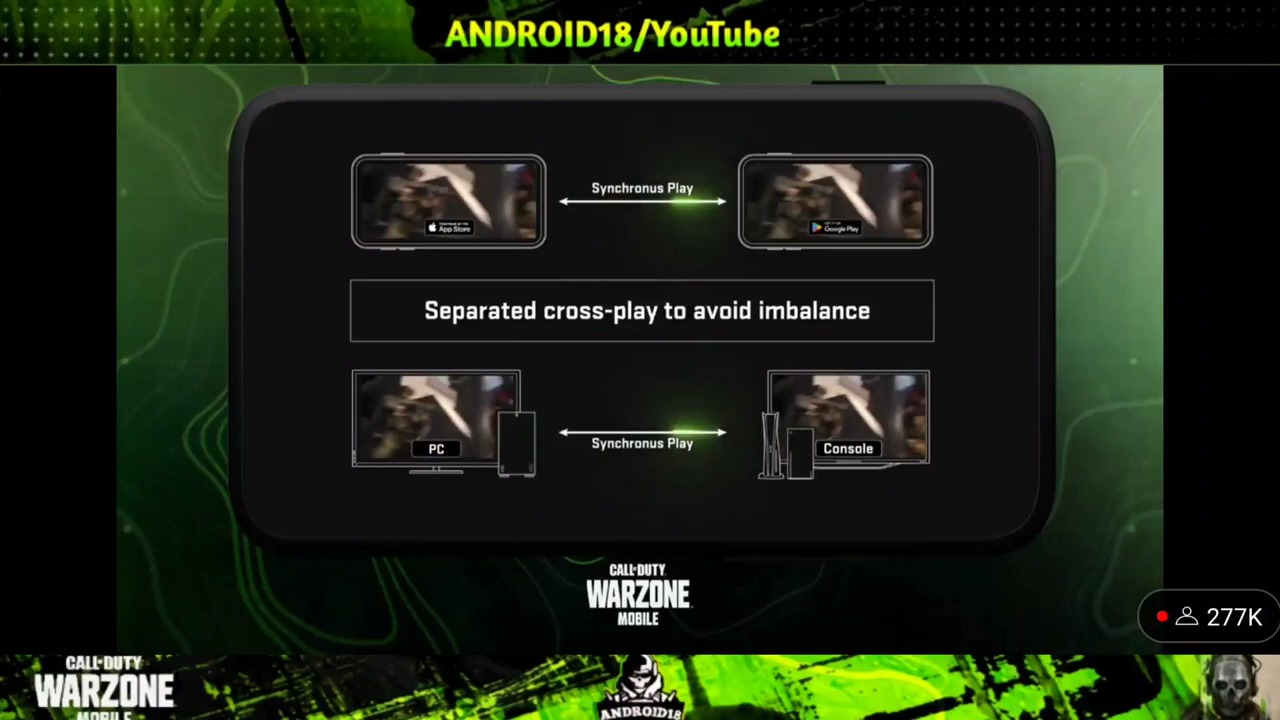 ANDROID18/YouTube
Synchronus Play
App Store
Google Play
Separated cross-play to avoid imbalance
PC
Synchronus Play
Console
CALL OF DUTY
WARZONE
MOBILE
277K
CALL OF DUTY
WARZONE
MOBILE
ANDROID18